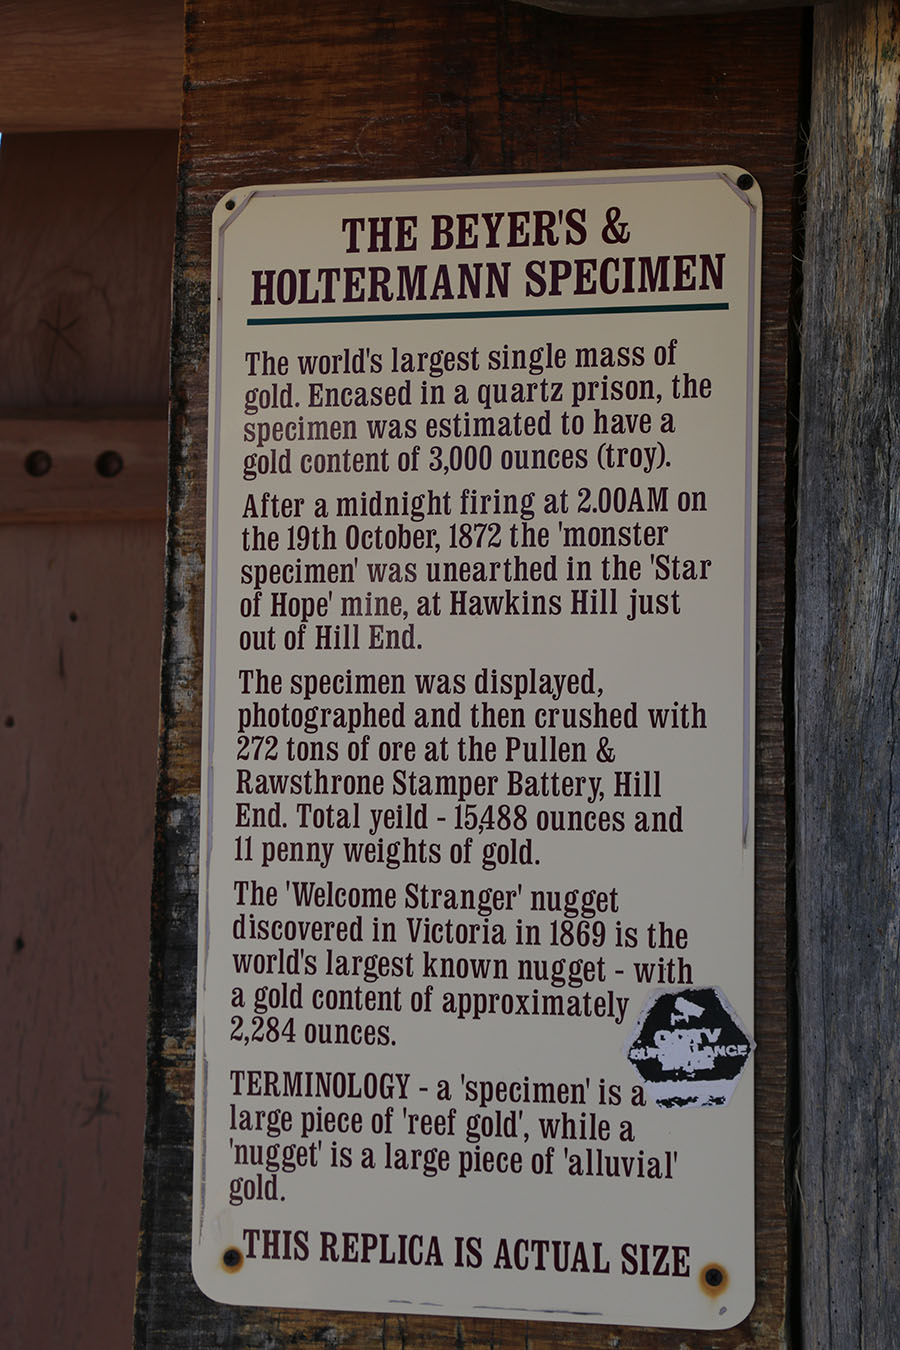 THE BEYER'S &
HOLTERMANN SPECIMEN
The world's largest single mass of
gold. Encased in a quartz prison, the
specimen was estimated to have a
gold content of 3,000 ounces (troy).
After a midnight firing at 2.00AM on
the 19th October, 1872 the 'monster
specimen' was unearthed in the 'Star
of Hope' mine, at Hawkins Hill just
out of Hill End.
The specimen was displayed,
photographed and then crushed with
272 tons of ore at the Pullen &
Rawsthrone Stamper Battery, Hill
End. Total yeild - 15,488 ounces and
11 penny weights of gold.
The 'Welcome Stranger' nugget
discovered in Victoria in 1869 is the
world's largest known nugget - with
a gold content of approximately
2,284 ounces.
TERMINOLOGY - a 'specimen' is a
large piece of 'reef gold', while a
'nugget' is a large piece of 'alluvial'
gold.
THIS REPLICA IS ACTUAL SIZE